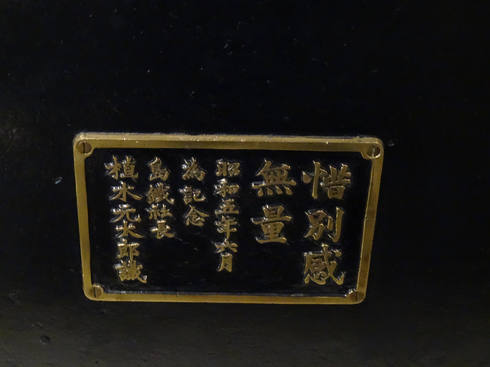 惜別感
無量
昭和五年六月
為記念
島鐵社長
植木元太郎識